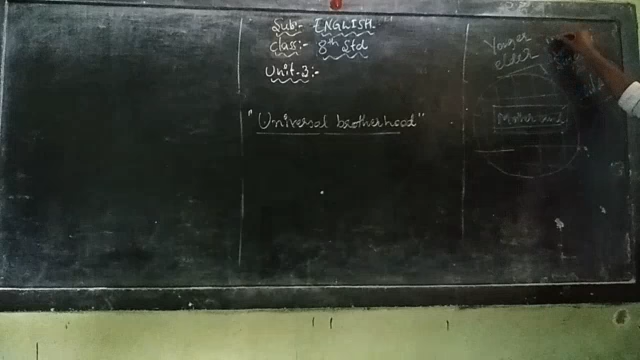 Sub:- ENGLISH
Class:- 8th Std
Unit.3:-
"Universal brotherhood"
Younger
elder